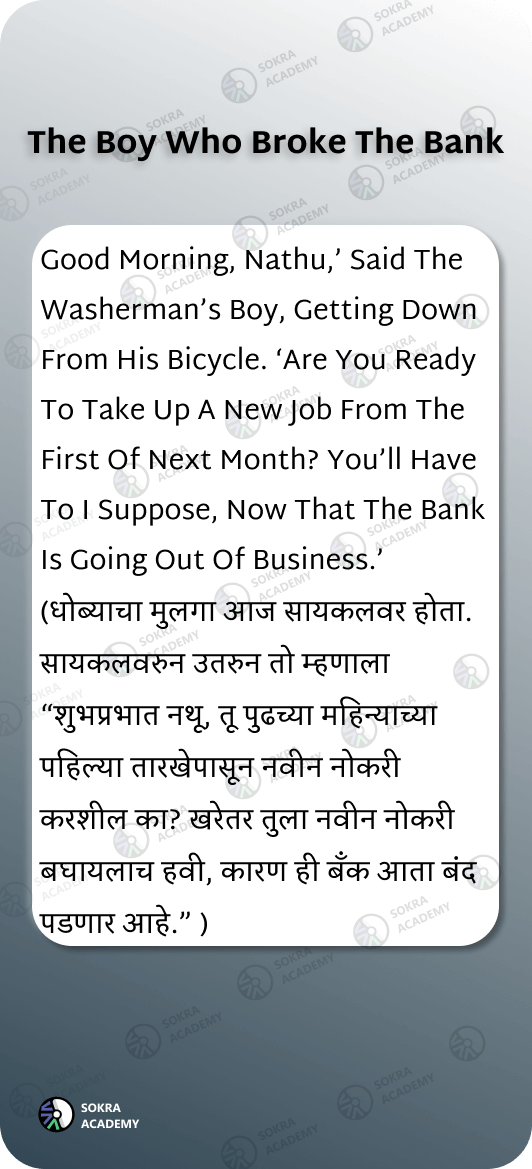 The Boy Who Broke The Bank
Good Morning, Nathu,’ Said The
Washerman’s Boy, Getting Down
From His Bicycle. ‘Are You Ready
To Take Up A New Job From The
First Of Next Month? You’ll Have
To I Suppose, Now That The Bank
Is Going Out Of Business.’
(धोब्याचा मुलगा आज सायकलवर होता.
सायकलवरुन उतरुन तो म्हणाला
“शुभप्रभात नथू, तू पुढच्या महिन्याच्या
पहिल्या तारखेपासून नवीन नोकरी
करशील का? खरेतर तुला नवीन नोकरी
बघायलाच हवी, कारण ही बँक आता बंद
पडणार आहे.” )
SOKRA
ACADEMY